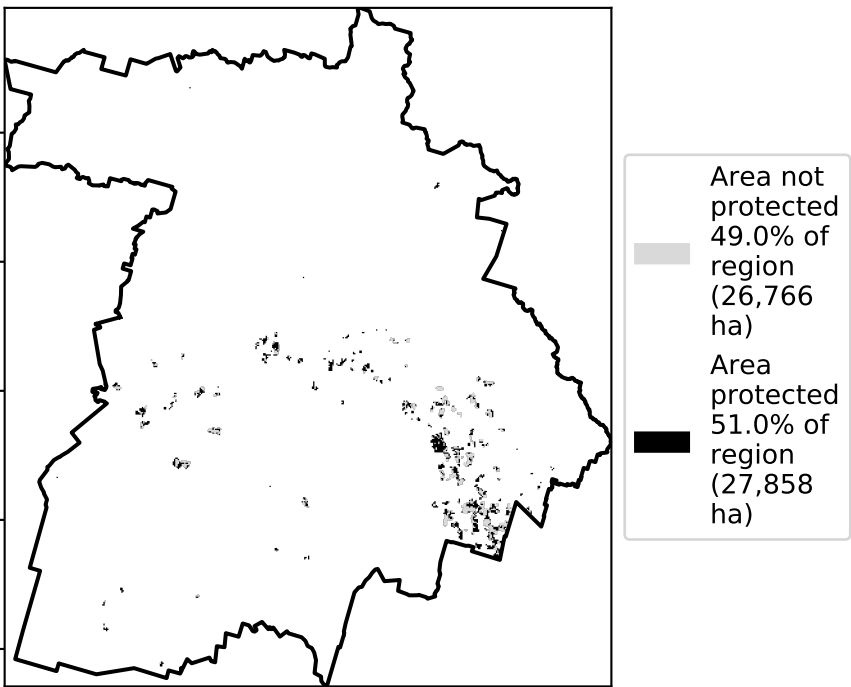 Area not
protected
49.0% of
region
(26,766
ha)
Area
protected
51.0% of
region
(27,858
ha)